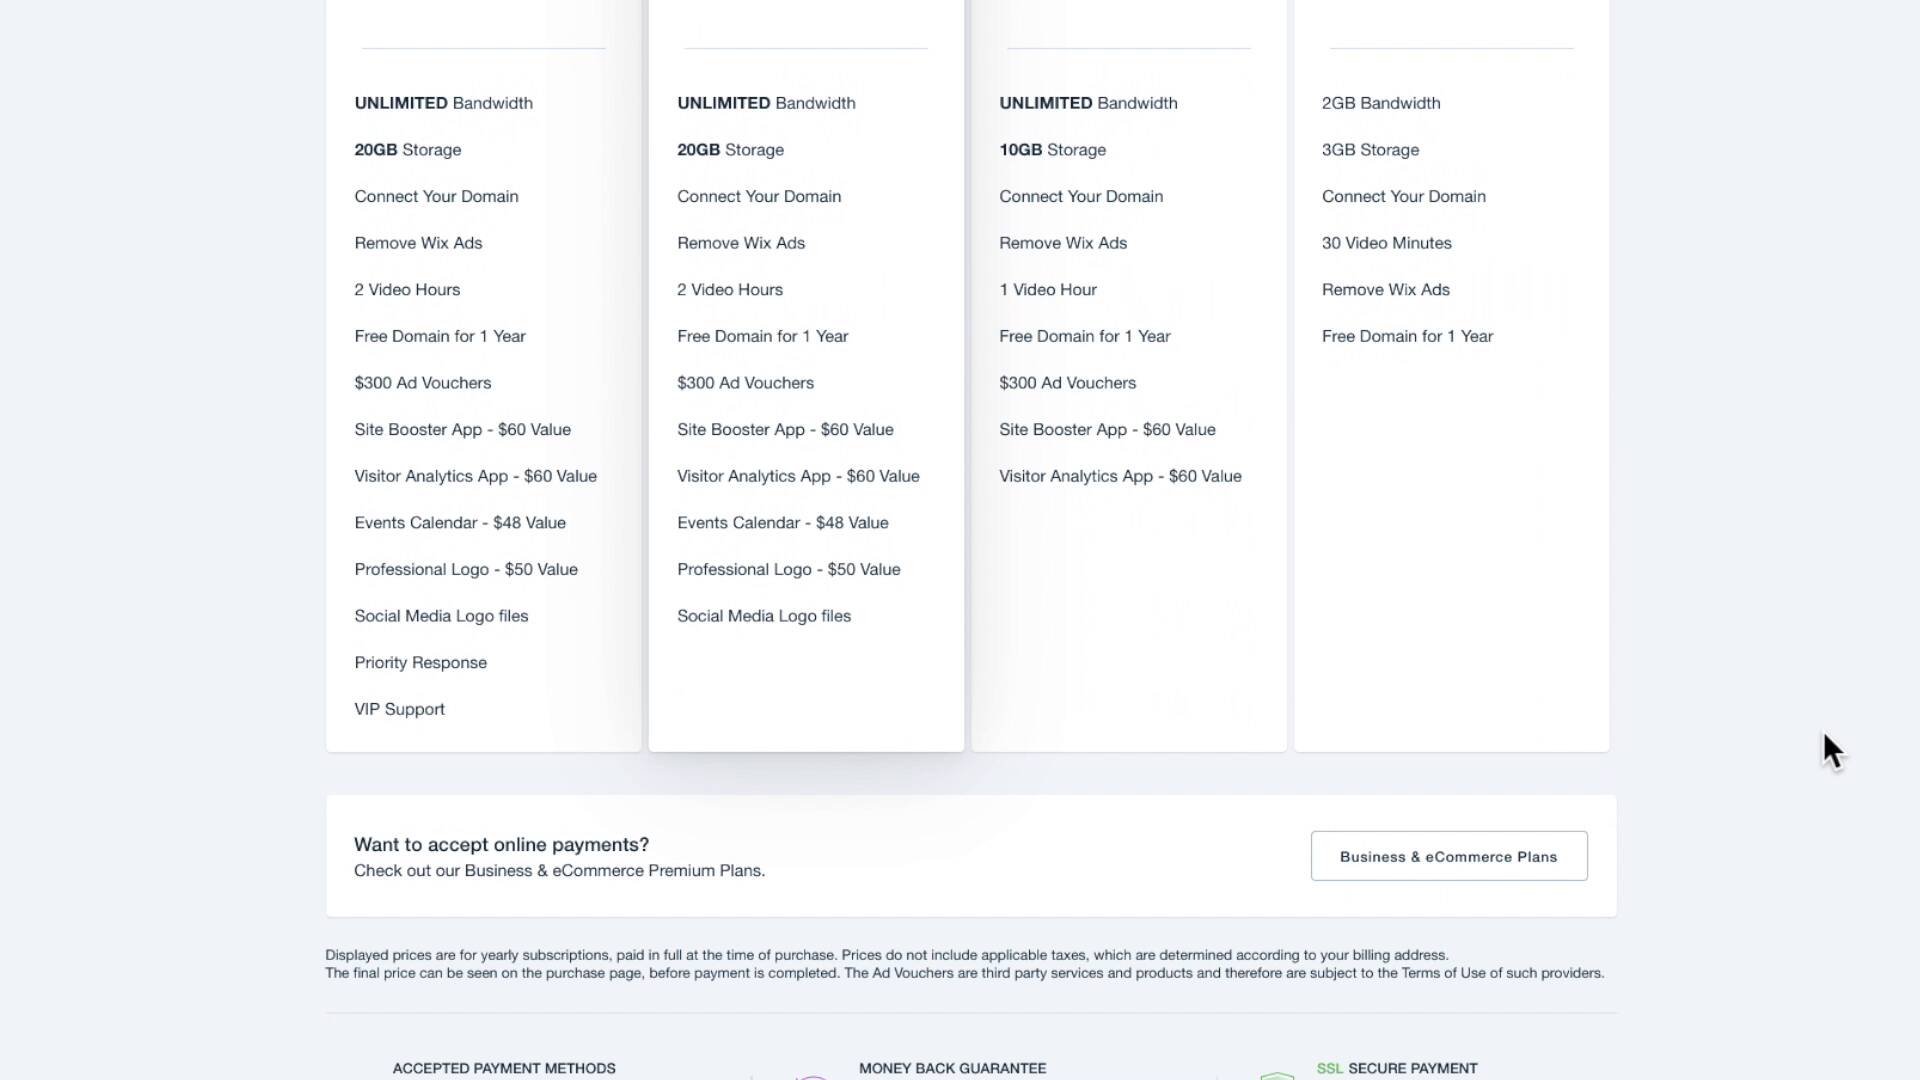 UNLIMITED Bandwidth
20GB Storage
Connect Your Domain
Remove Wix Ads
2 Video Hours
Free Domain for 1 Year
$300 Ad Vouchers
Site Booster App - $60 Value
Visitor Analytics App - $60 Value
Events Calendar - $48 Value
Professional Logo - $50 Value
Social Media Logo files
Priority Response
VIP Support
UNLIMITED Bandwidth
20GB Storage
Connect Your Domain
Remove Wix Ads
2 Video Hours
Free Domain for 1 Year
$300 Ad Vouchers
Site Booster App - $60 Value
Visitor Analytics App - $60 Value
Events Calendar - $48 Value
Professional Logo - $50 Value
Social Media Logo files
UNLIMITED Bandwidth
10GB Storage
Connect Your Domain
Remove Wix Ads
1 Video Hour
Free Domain for 1 Year
$300 Ad Vouchers
Site Booster App - $60 Value
Visitor Analytics App - $60 Value
2GB Bandwidth
3GB Storage
Connect Your Domain
30 Video Minutes
Remove Wix Ads
Free Domain for 1 Year
Want to accept online payments?
Check out our Business & eCommerce Premium Plans.
Business & eCommerce Plans
Displayed prices are for yearly subscriptions, paid in full at the time of purchase. Prices do not include applicable taxes, which are determined according to your billing address.
The final price can be seen on the purchase page, before payment is completed. The Ad Vouchers are third party services and products and therefore are subject to the Terms of Use of such providers.
ACCEPTED PAYMENT METHODS
MONEY BACK GUARANTEE
SSL SECURE PAYMENT